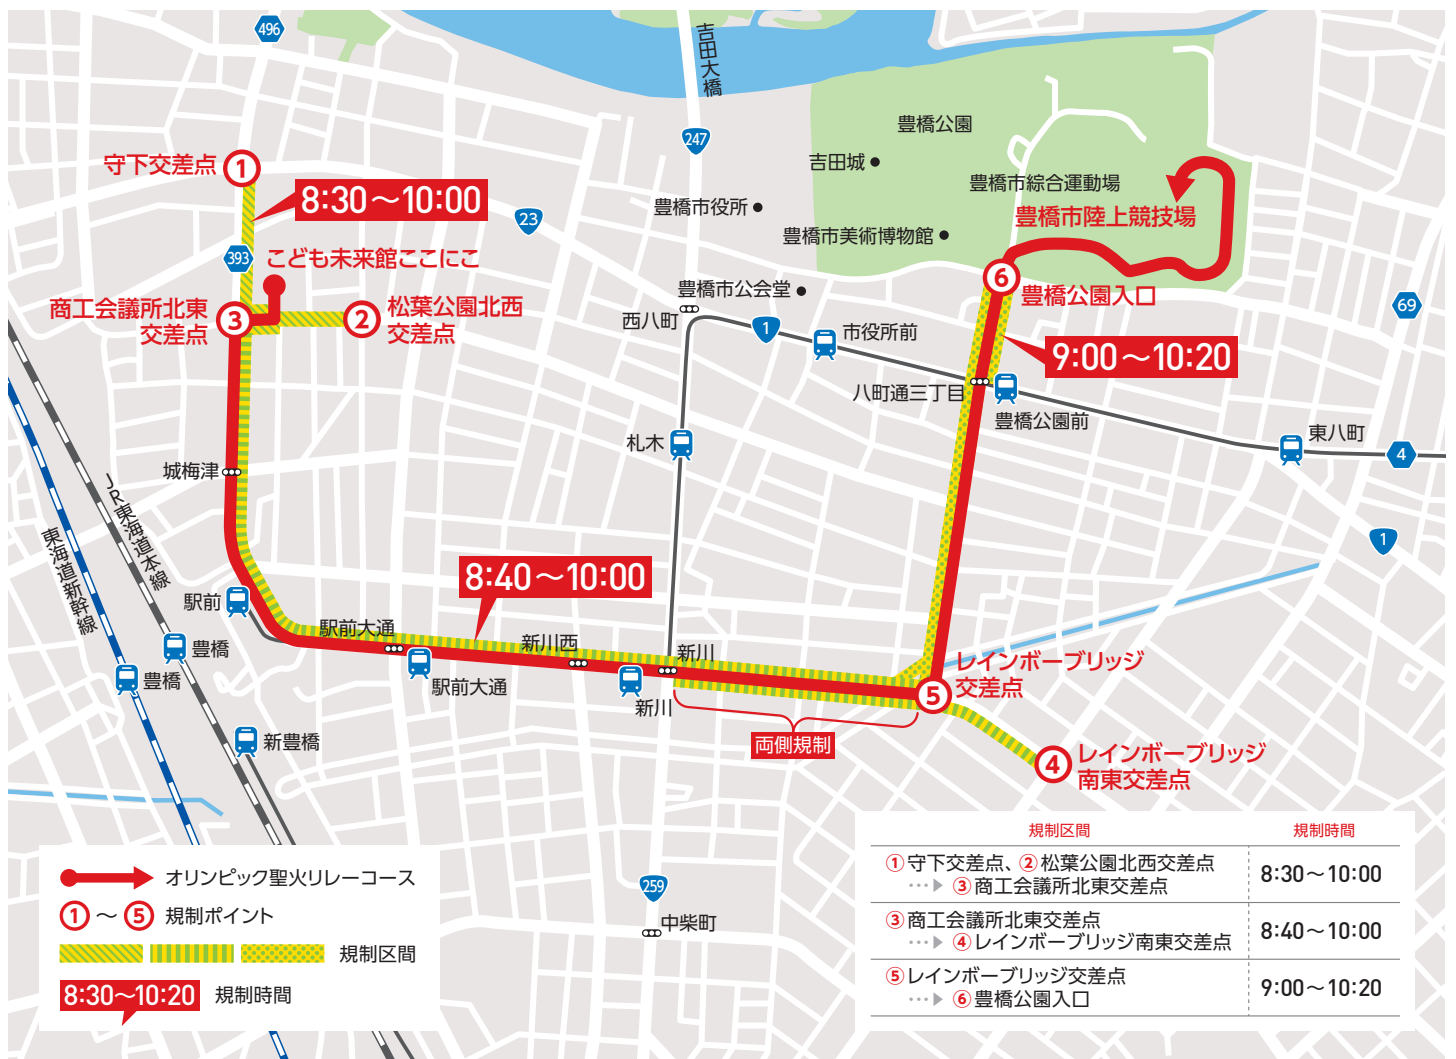 496
吉田大橋
247
豊橋公園
吉田城
豊橋市綜合運動場
豊橋市陸上競技場
守下交差点
1
8:30～10:00
23
豊橋市役所
豊橋市美術博物館
393
こども未来館ここにこ
6
豊橋公園入口
豊橋市公会堂
商工会議所北東
交差点
3
2
松葉公園北西
交差点
西八町
1
市役所前
69
9:00～10:20
八町通三丁目
豊橋公園前
札木
東八町
4
城梅津
JR東海道本線
東海道新幹線
1
8:40～10:00
駅前
駅前大通
新川西
新川
豊橋
豊橋
駅前大通
新川
レインボーブリッジ
交差点
5
新豊橋
両側規制
4
レインボーブリッジ
南東交差点
オリンピック聖火リレーコース
1～5 規制ポイント
規制区間
8:30～10:20 規制時間
259
中柴町
規制区間 規制時間
①守下交差点、②松葉公園北西交差点
…▶ ③商工会議所北東交差点
8:30～10:00
③商工会議所北東交差点
…▶ ④レインボーブリッジ南東交差点
8:40～10:00
⑤レインボーブリッジ交差点
…▶ ⑥豊橋公園入口
9:00～10:20